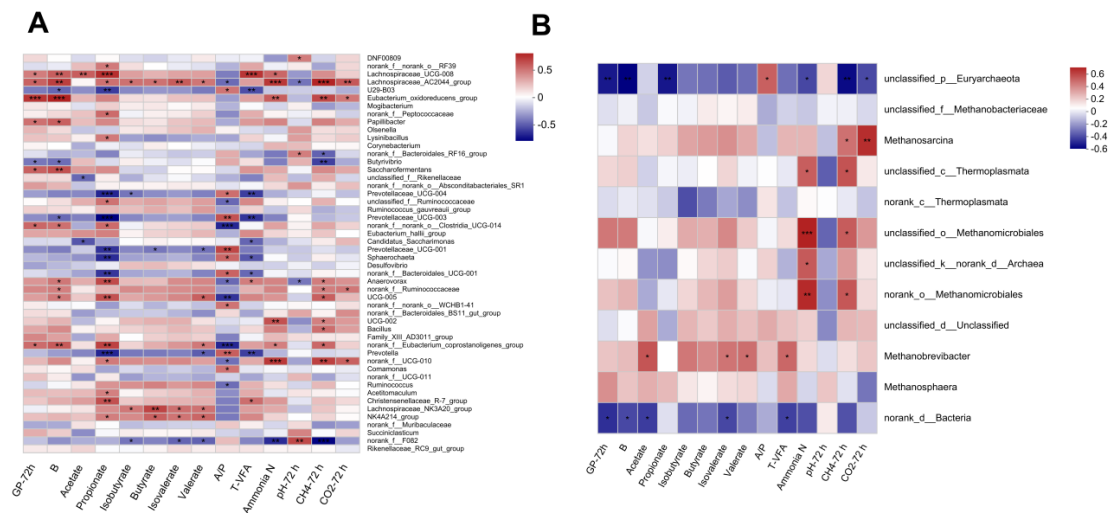 A
B
DNF00809
norank_f__norank_o__RF39
Lachnospiraceae_UCG-008
Lachnospiraceae_AC2044_group
U29-B03
Eubacterium_oxidoreducens_group
Mogibacterium
norank_f__Peptococcaceae
Papillibacter
Olsenella
Lysinibacillus
Corynebacterium
norank_f__Bacteroidales_RF16_group
Butyrivibrio
Saccharofermentans
unclassified_f__Rikenellaceae
norank_f__norank_o__Absconditabacteriales_SR1
Prevotellaceae_UCG-004
unclassified_f__Ruminococcaceae
Ruminococcus_gauvreauii_group
Prevotellaceae_UCG-003
norank_f__norank_o__Clostridia_UCG-014
Eubacterium_hallii_group
Candidatus_Saccharimonas
Prevotellaceae_UCG-001
Sphaerochaeta
Desulfovibrio
norank_f__Bacteroidales_UCG-001
Anaerovorax
norank_f__Ruminococcaceae
UCG-005
norank_f__norank_o__WCHB1-41
norank_f__Bacteroidales_BS11_gut_group
UCG-002
Bacillus
Family_XIII_AD3011_group
norank_f__Eubacterium_coprostanoligenes_group
Prevotella
norank_f__UCG-010
Comamonas
norank_f__UCG-011
Ruminococcus
Acetitomaculum
Christensenellaceae_R-7_group
Lachnospiraceae_NK3A20_group
NK4A214_group
norank_f__Muribaculaceae
Succiniclasticum
norank_f__F082
Rikenellaceae_RC9_gut_group
GP-72h
B
Acetate
Propionate
Isobutyrate
Butyrate
Isovalerate
Valerate
A/P
T-VFA
Ammonia N
pH-72 h
CH4-72 h
CO2-72 h
0.5
0
-0.5
unclassified_p__Euryarchaeota
unclassified_f__Methanobacteriaceae
Methanosarcina
unclassified_c__Thermoplasmata
norank_c__Thermoplasmata
unclassified_o__Methanomicrobiales
unclassified_k__norank_d__Archaea
norank_o__Methanomicrobiales
unclassified_d__Unclassified
Methanobrevibacter
Methanosphaera
norank_d__Bacteria
GP-72h
B
Acetate
Propionate
Isobutyrate
Butyrate
Isovalerate
Valerate
A/P
T-VFA
Ammonia N
pH-72 h
CH4-72 h
CO2-72 h
0.6
0.4
0.2
0
-0.2
-0.4
-0.6